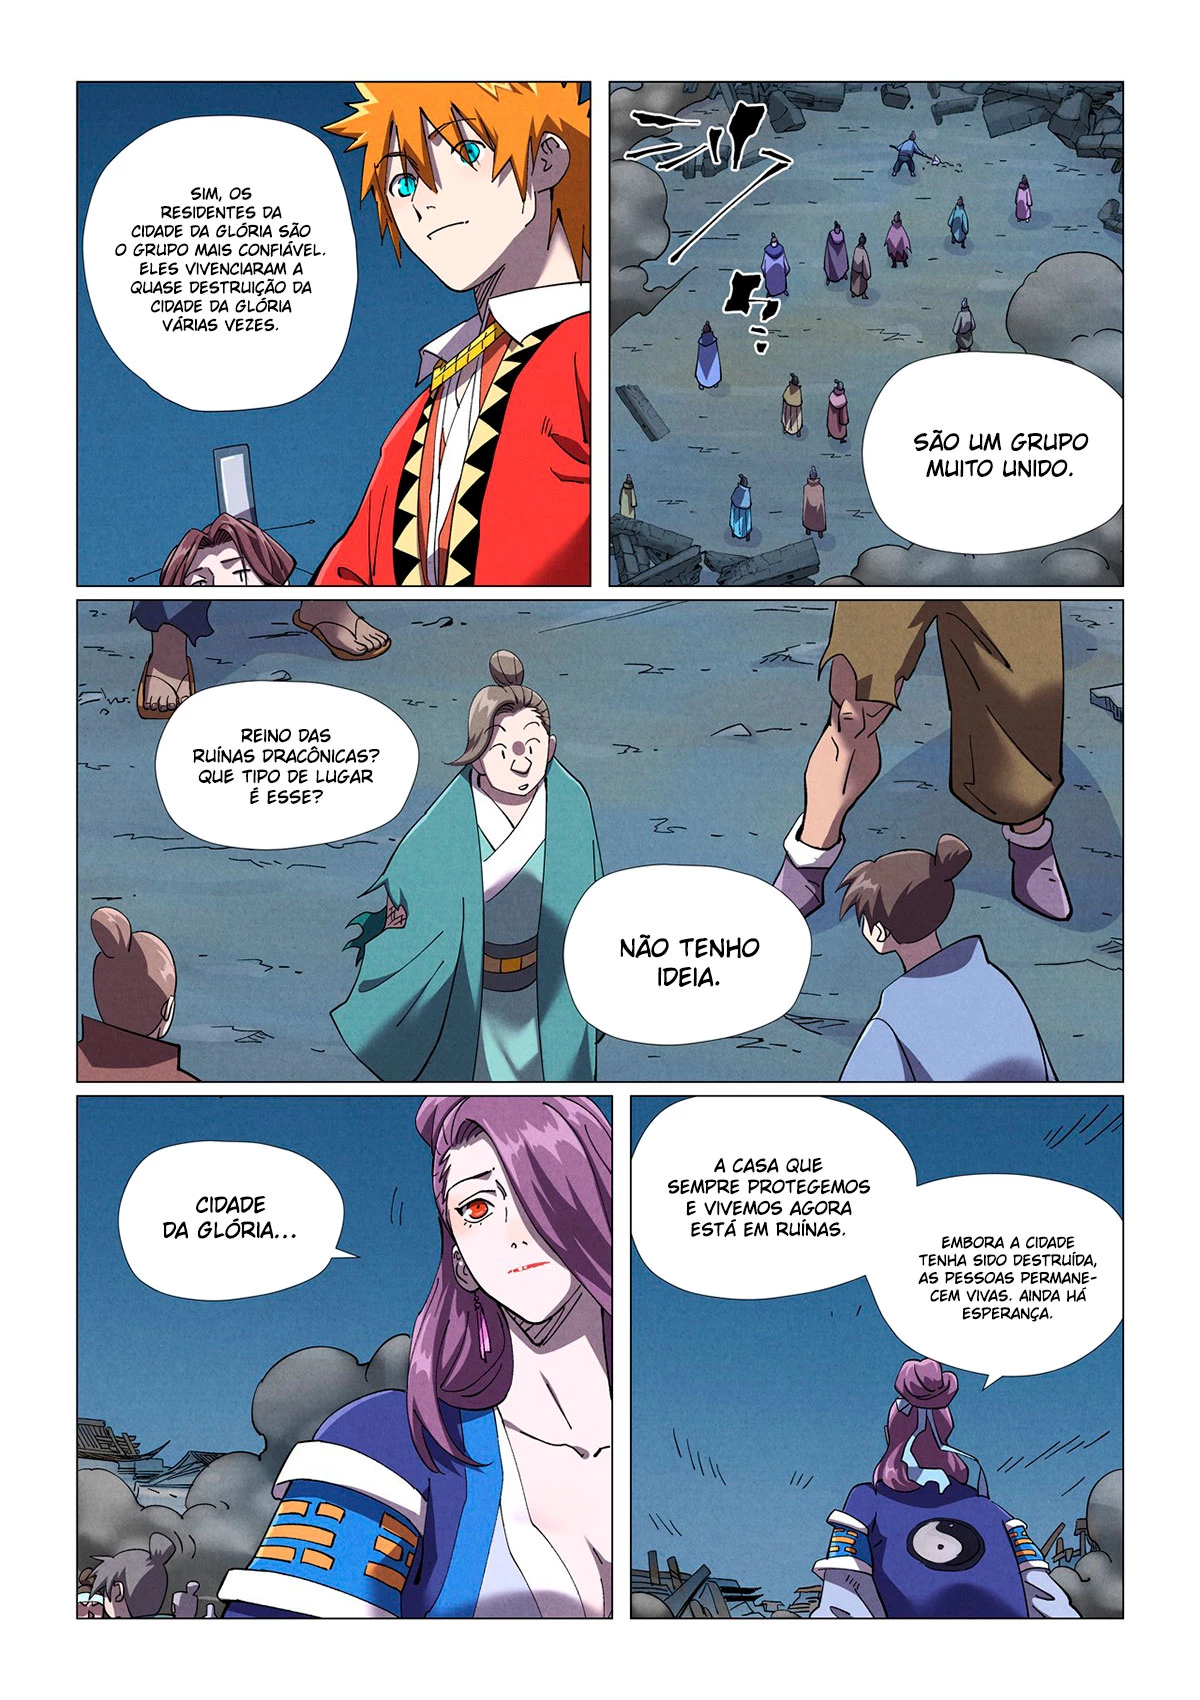 SIM, OS
RESIDENTES DA
CIDADE DA GLÓRIA SÃO
O GRUPO MAIS CONFIÁVEL.
ELES VIVENCIARAM A
QUASE DESTRUIÇÃO DA
CIDADE DA GLÓRIA
VÁRIAS VEZES.
SÃO UM GRUPO
MUITO UNIDO.
REINO DAS
RUÍNAS DRACÔNICAS?
QUE TIPO DE LUGAR
É ESSE?
NÃO TENHO
IDEIA.
CIDADE
DA GLÓRIA...
A CASA QUE
SEMPRE PROTEGEMOS
E VIVEMOS AGORA
ESTÁ EM RUÍNAS.
EMBORA A CIDADE
TENHA SIDO DESTRUÍDA,
AS PESSOAS PERMANE-
CEM VIVAS. AINDA HÁ
ESPERANÇA.